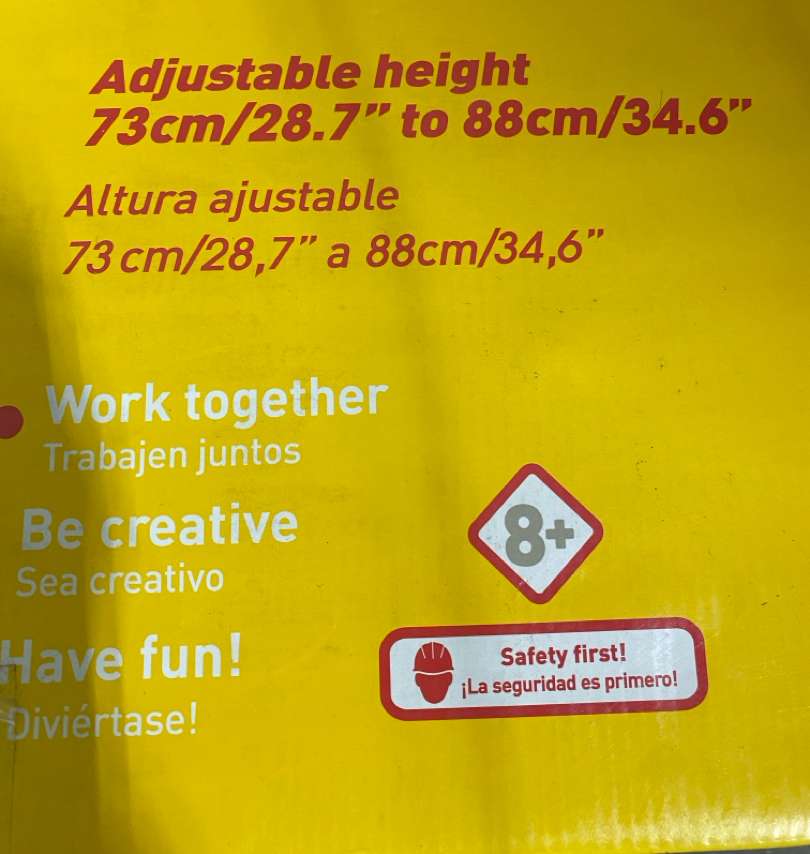 Adjustable height
73cm/28.7” to 88cm/34.6”
Altura ajustable
73 cm/28,7” a 88cm/34,6”
Work together
Trabajen juntos
Be creative
Sea creativo
8+
Have fun!
Diviértase!
Safety first!
¡La seguridad es primero!